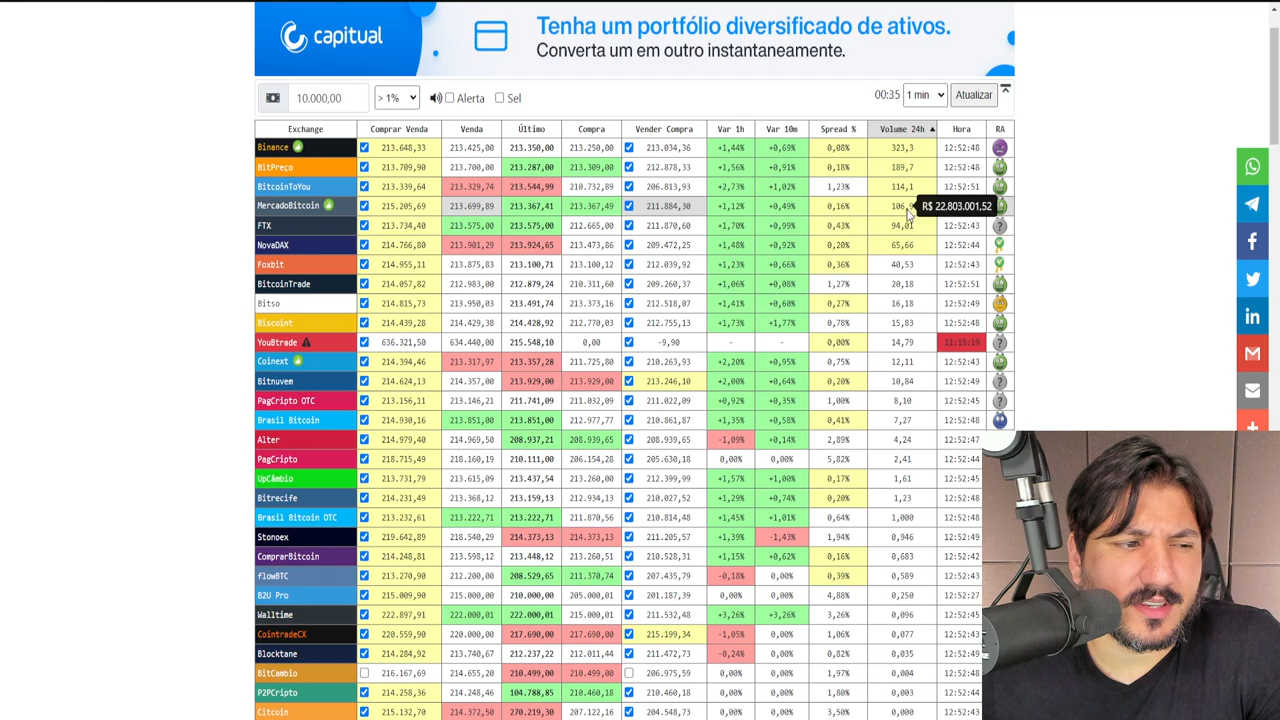 capitual
Tenha um portfólio diversificado de ativos.
Converta um em outro instantaneamente.
10.000,00 > 1% Alerta Sel 00:35 1 min Atualizar
Exchange Comprar Venda Venda Último Compra Vender Compra Var 1h Var 10m Spread % Volume 24h ▲ Hora RA
Binance 213.648,33 213.425,00 213.350,00 213.250,00 213.034,36 +1,44% +0,69% 0,08% 323,3 12:52:48
BitPreço 213.709,90 213.700,00 213.287,00 213.309,00 212.878,33 +1,56% +0,91% 0,18% 189,7 12:52:48
BitcoinToYou 213.339,64 213.329,74 213.544,99 210.732,89 206.813,93 +2,73% +1,02% 1,23% 114,1 12:52:51
MercadoBitcoin 215.205,69 213.699,89 213.367,41 213.367,49 211.884,30 +1,12% +0,49% 0,16% R$ 22.803.001,52
FTX 213.734,40 213.575,00 213.575,00 212.665,00 211.870,60 +1,70% +0,99% 0,43% 94,01 12:52:43 ?
NovaDAX 214.766,80 213.901,29 213.924,65 213.473,86 209.472,25 +1,48% +0,92% 0,20% 65,66 12:52:44
Foxbit 214.955,11 213.875,83 213.100,71 213.100,12 212.039,92 +1,23% +0,66% 0,36% 40,53 12:52:43
BitcoinTrade 214.057,82 212.983,00 212.879,24 210.311,60 209.260,37 +1,06% +0,08% 1,27% 20,18 12:52:51
Bitso 214.815,73 213.950,03 213.491,74 213.373,16 212.518,07 +1,41% +0,60% 0,27% 16,18 12:52:49
Biscoint 214.439,28 214.429,38 214.428,92 212.770,03 212.755,13 +1,73% +1,77% 0,78% 15,83 12:52:48
YouBtrade 636.321,50 634.440,00 215.548,10 0,00 -9,90 - - 0,00% 14,79 11:19:19 ?
Coinext 214.394,46 213.317,97 213.357,28 211.725,80 210.263,93 +2,20% +0,95% 0,75% 12,11 12:52:43
Bitnuvem 214.624,13 214.357,00 213.929,00 213.929,00 213.246,10 +2,00% +0,64% 0,20% 10,84 12:52:49 ?
PagCripto OTC 213.156,11 213.146,21 211.741,09 211.032,09 211.022,09 +0,92% +0,35% 1,00% 8,10 12:52:45 ?
Brasil Bitcoin 214.930,16 213.851,00 213.851,00 212.977,77 210.861,87 +1,35% +0,58% 0,41% 7,27 12:52:48
Alter 214.979,40 214.969,50 208.937,21 208.939,65 208.939,65 -1,09% +0,14% 2,89% 4,24 12:52:47
PagCripto 218.715,49 218.160,19 210.111,00 206.154,28 205.630,18 0,00% 0,00% 5,82% 2,41 12:52:44
UpCâmbio 213.731,79 213.615,09 213.437,54 213.260,00 212.399,99 +1,57% +1,00% 0,17% 1,61 12:52:45
Bitrecife 214.231,49 213.368,12 213.159,13 212.934,13 210.027,52 +1,29% +0,74% 0,20% 1,23 12:52:48
Brasil Bitcoin OTC 213.232,61 213.222,71 213.222,71 211.870,56 210.814,48 +1,45% +1,01% 0,64% 1,000 12:52:48
Stonoex 219.642,89 218.540,29 214.373,13 214.373,13 211.205,57 +1,39% -1,43% 1,94% 0,946 12:52:49
ComprarBitcoin 214.248,81 213.598,12 213.448,12 213.260,51 210.528,31 +1,15% +0,62% 0,16% 0,683 12:52:42
flowBTC 213.270,90 212.200,00 208.529,65 211.370,74 207.435,79 -0,18% 0,00% 0,39% 0,589 12:52:43
B2U Pro 215.009,90 215.000,00 210.000,00 205.000,01 201.187,39 0,00% 0,00% 4,88% 0,250 12:52:27
Walltime 222.897,91 222.000,01 222.000,01 215.000,01 211.532,48 +3,26% +3,26% 3,26% 0,096 12:52:45
CointradeCX 220.559,90 220.000,00 217.690,00 217.690,00 215.199,34 -1,05% 0,00% 1,06% 0,077 12:52:43
Blocktane 214.284,92 213.740,67 212.237,22 212.011,44 211.472,73 -0,24% 0,00% 0,82% 0,035 12:52:43
BitCambio 216.167,69 214.655,20 210.499,00 210.499,00 206.975,59 0,00% 0,00% 1,97% 0,004 12:52:48
P2PCripto 214.258,36 214.248,46 104.788,85 210.460,18 210.460,18 0,00% 0,00% 1,80% 0,003 12:52:44
Citcoin 215.132,70 214.372,50 270.219,30 207.122,16 204.548,73 0,00% 0,00% 3,50% 0,000 12:52:43